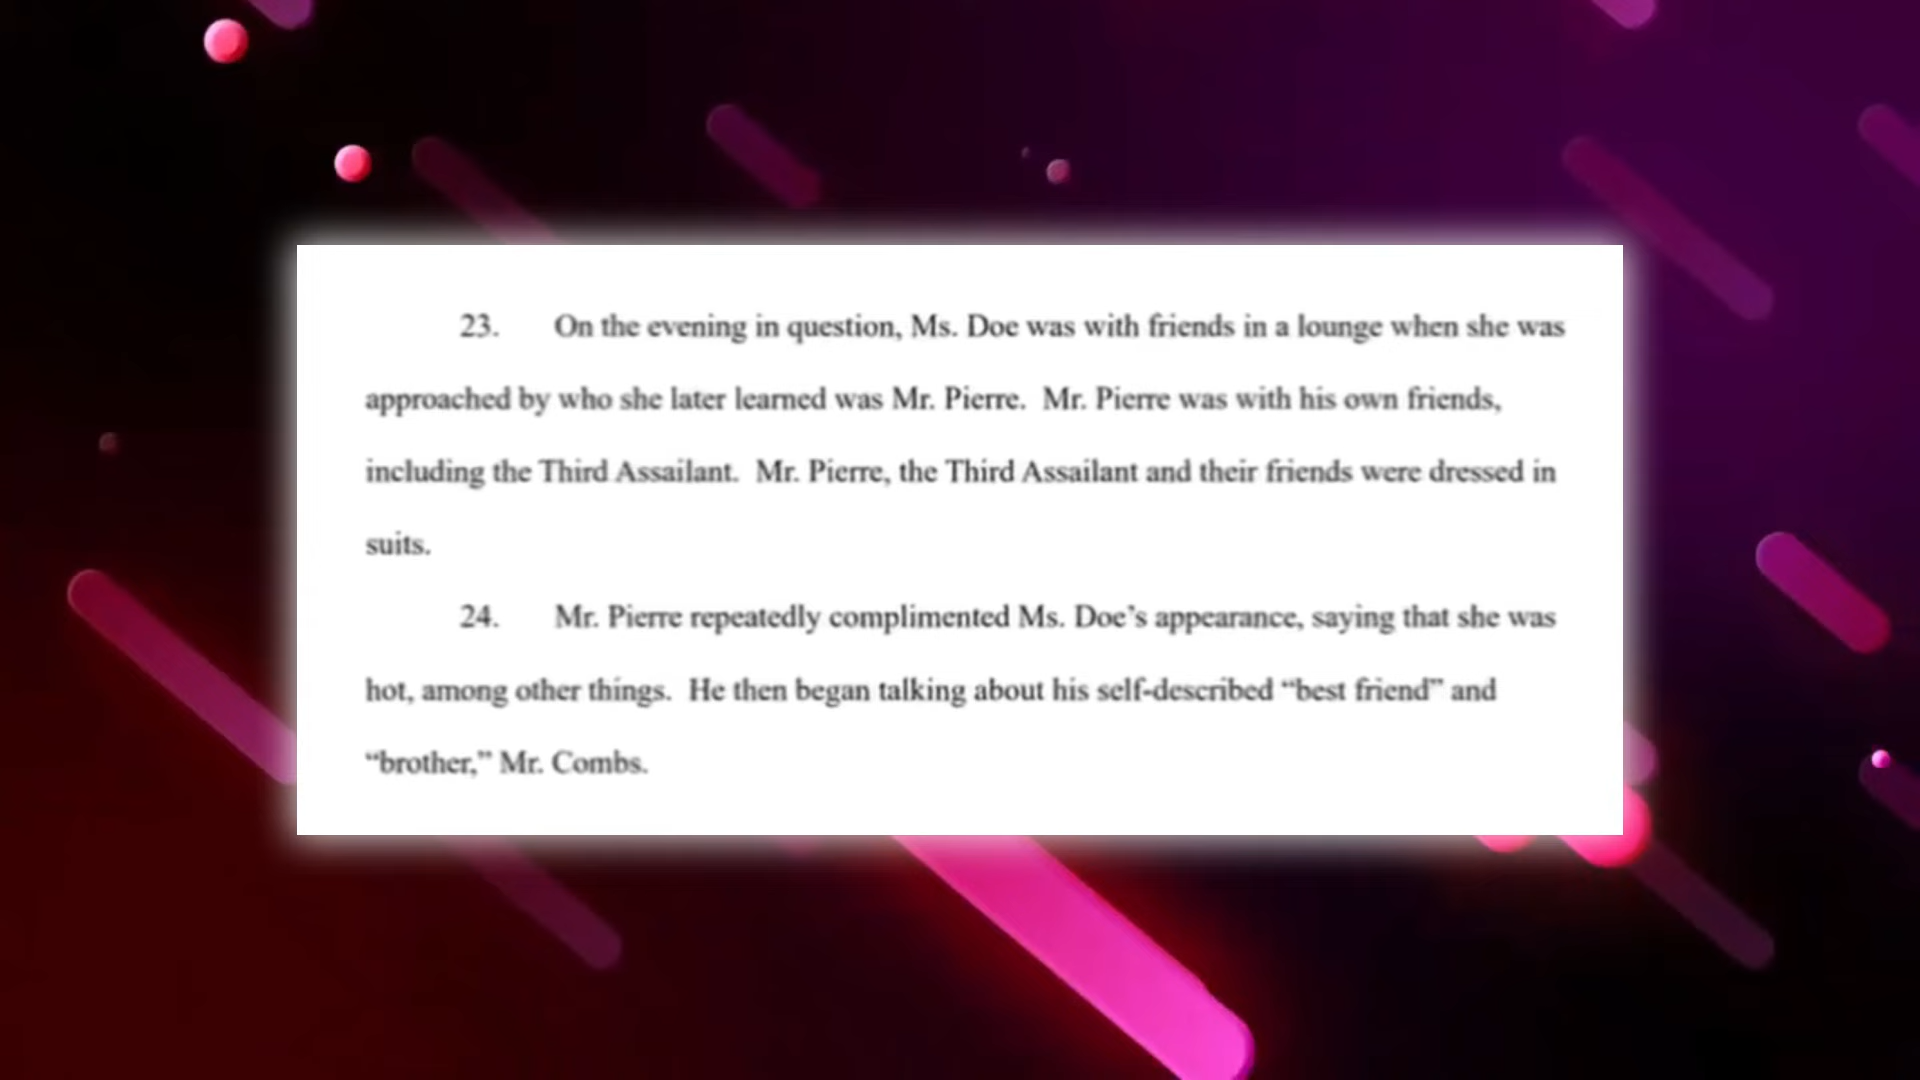 23. On the evening in question, Ms. Doe was with friends in a lounge when she was
approached by who she later learned was Mr. Pierre. Mr. Pierre was with his own friends,
including the Third Assailant. Mr. Pierre, the Third Assailant and their friends were dressed in
suits.
24. Mr. Pierre repeatedly complimented Ms. Doe’s appearance, saying that she was
hot, among other things. He then began talking about his self-described “best friend” and
“brother,” Mr. Combs.